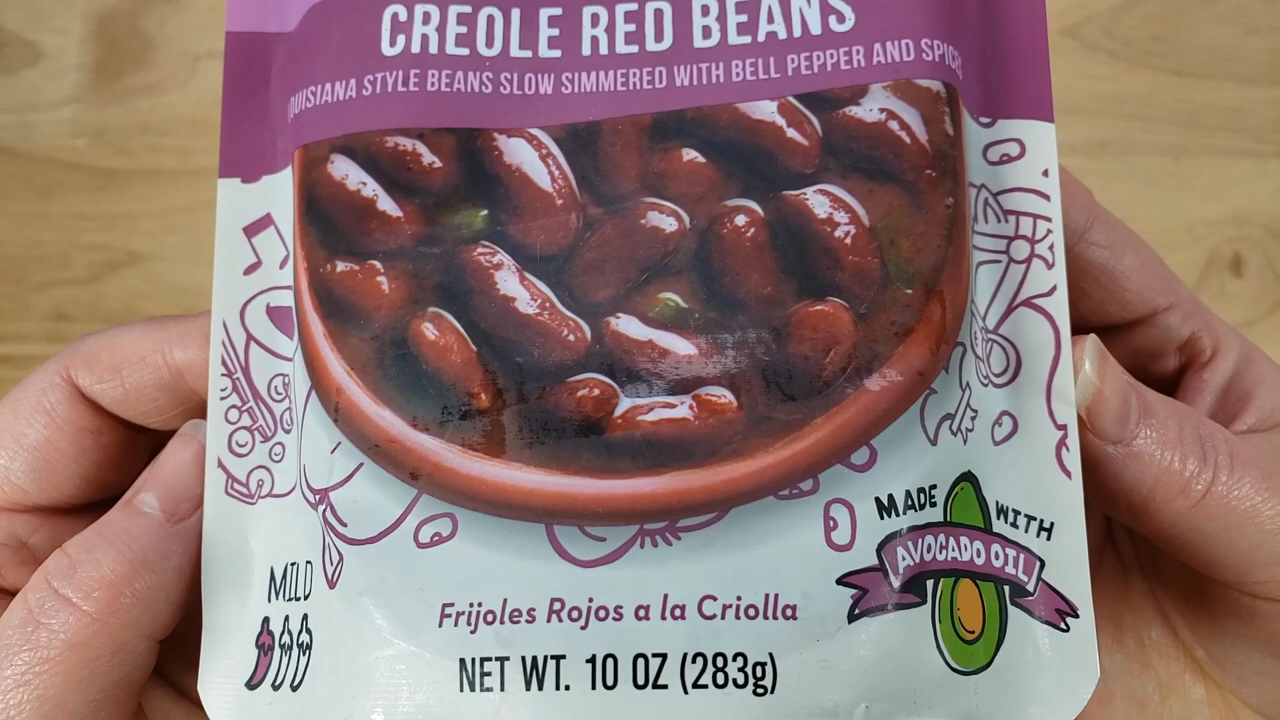 CREOLE RED BEANS
OUISIANA STYLE BEANS SLOW SIMMERED WITH BELL PEPPER AND SPICE
MADE WITH
AVOCADO OIL
MILD
Frijoles Rojos a la Criolla
NET WT. 10 OZ (283g)